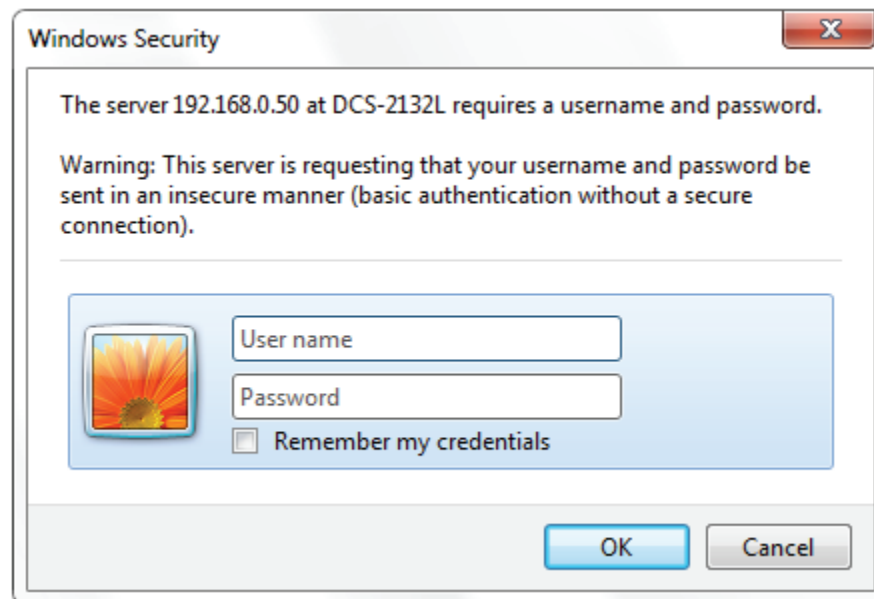 Windows Security
The server 192.168.0.50 at DCS-2132L requires a username and password.
Warning: This server is requesting that your username and password be
sent in an insecure manner (basic authentication without a secure
connection).
User name
Password
Remember my credentials
OK
Cancel